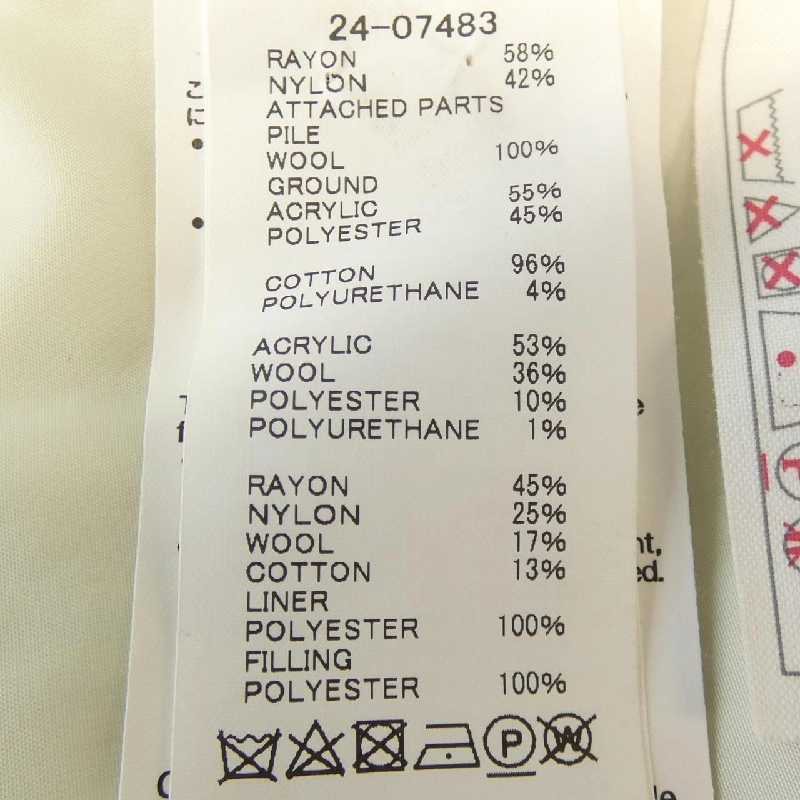 24-07483
RAYON 58%
NYLON 42%
ATTACHED PARTS
PILE
WOOL 100%
GROUND
ACRYLIC 55%
POLYESTER 45%
COTTON 96%
POLYURETHANE 4%
ACRYLIC 53%
WOOL 36%
POLYESTER 10%
POLYURETHANE 1%
RAYON 45%
NYLON 25%
WOOL 17%
COTTON 13%
LINER
POLYESTER 100%
FILLING
POLYESTER 100%
P W